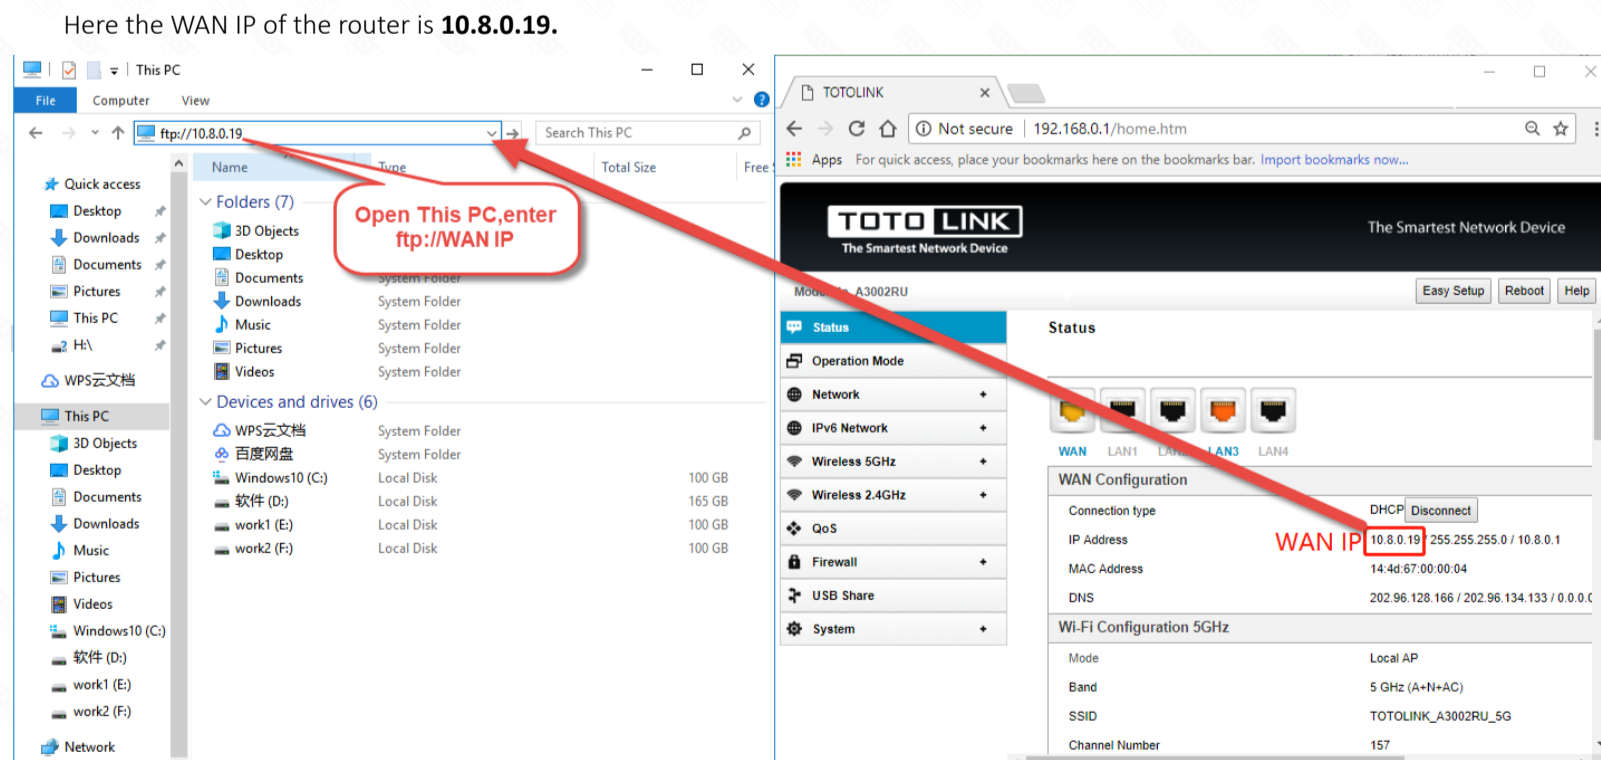 Here the WAN IP of the router is 10.8.0.19.
This PC
File Computer View
ftp://10.8.0.19
Search This PC
Name Type Total Size Free
Quick access
Desktop
Downloads
Documents
Pictures
This PC
H:\
WPS云文档
This PC
3D Objects
Desktop
Documents
Downloads
Music
Pictures
Videos
Windows10 (C:)
软件 (D:)
work1 (E:)
work2 (F:)
Network
Folders (7)
3D Objects
Desktop
Documents System Folder
Downloads System Folder
Music System Folder
Pictures System Folder
Videos System Folder
Open This PC,enter
ftp://WAN IP
Devices and drives (6)
WPS云文档 System Folder
百度网盘 System Folder
Windows10 (C:) Local Disk 100 GB
软件 (D:) Local Disk 165 GB
work1 (E:) Local Disk 100 GB
work2 (F:) Local Disk 100 GB
TOTOLINK
Not secure 192.168.0.1/home.htm
Apps For quick access, place your bookmarks here on the bookmarks bar. Import bookmarks now...
TOTO LINK
The Smartest Network Device
The Smartest Network Device
A3002RU
Easy Setup Reboot Help
Status
Operation Mode
Network +
IPv6 Network +
Wireless 5GHz +
Wireless 2.4GHz +
QoS
Firewall +
USB Share
System +
Status
WAN LAN1 LAN3 LAN4
WAN Configuration
Connection type DHCP Disconnect
WAN IP
IP Address 10.8.0.19 / 255.255.255.0 / 10.8.0.1
MAC Address 14:4d:67:00:00:04
DNS 202.96.128.166 / 202.96.134.133 / 0.0.0.0
Wi-Fi Configuration 5GHz
Mode Local AP
Band 5 GHz (A+N+AC)
SSID TOTOLINK_A3002RU_5G
Channel Number 157